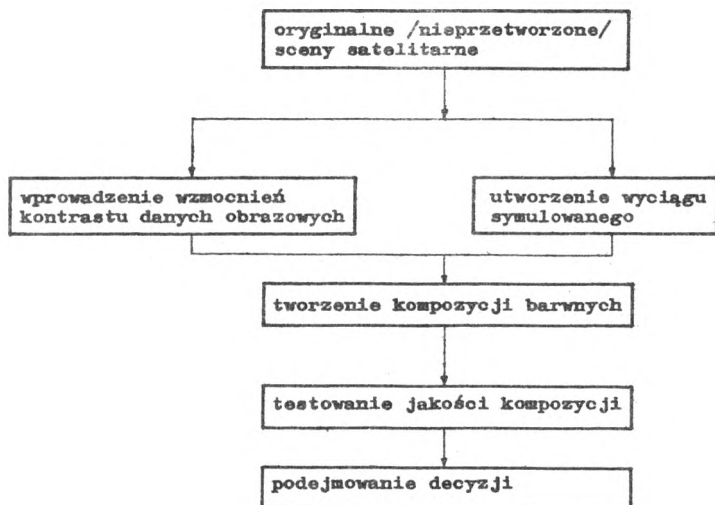 oryginalne /nieprzetworzone/
sceny satelitarne
wprowadzenie wzmocnień
kontrastu danych obrazowych
utworzenie wyciągu
symulowanego
tworzenie kompozycji barwnych
testowanie jakości kompozycji
podejmowanie decyzji